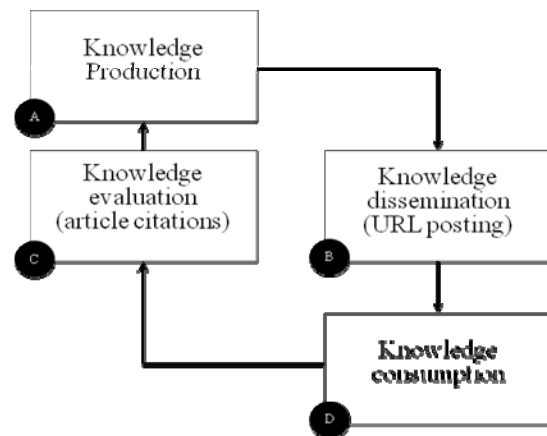 Knowledge
Production
A
Knowledge
evaluation
(article citations)
C
Knowledge
dissemination
(URL posting)
B
Knowledge
consumption
D